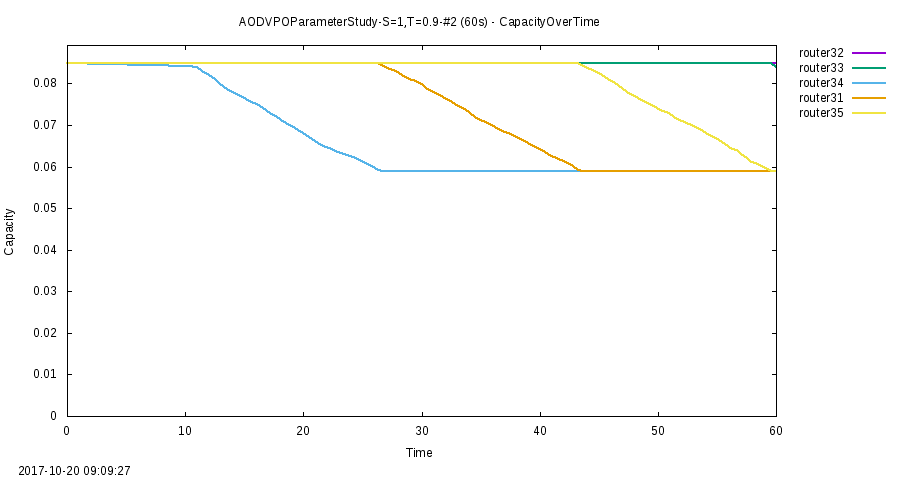 AODVPOParameterStudy-S=1,T=0.9-#2 (60s) - CapacityOverTime
router32
router33
router34
router31
router35
0.08
0.07
0.06
0.05
0.04
0.03
0.02
0.01
0
Capacity
0 10 20 30 40 50 60
Time
2017-10-20 09:09:27